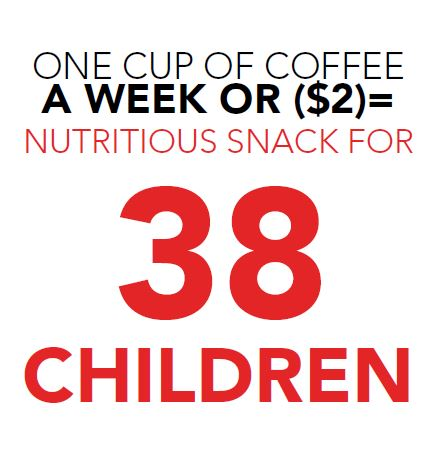 ONE CUP OF COFFEE
A WEEK OR ($2)=
NUTRITIOUS SNACK FOR
38
CHILDREN